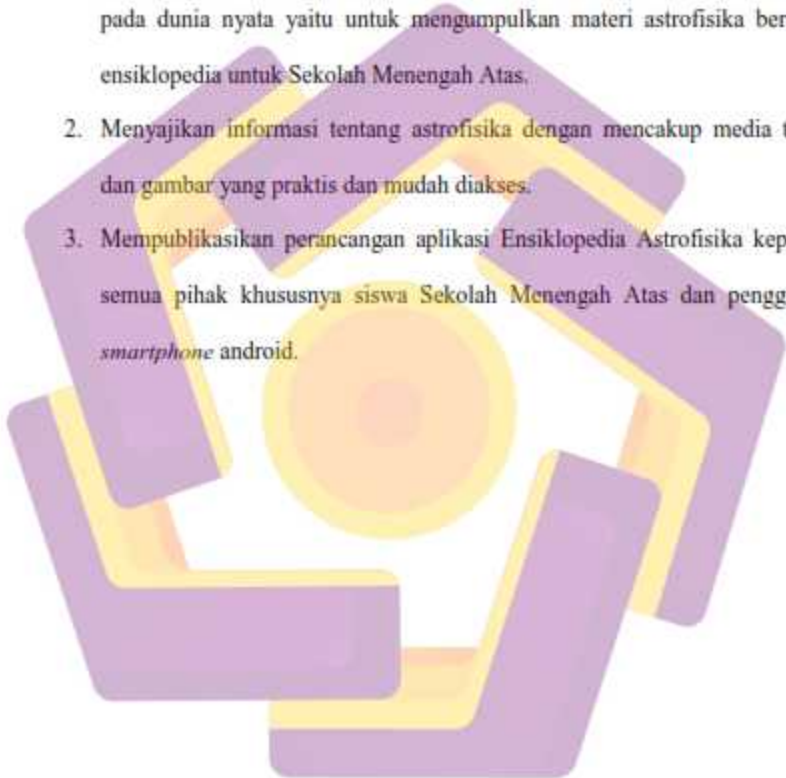 pada dunia nyata yaitu untuk mengumpulkan materi astrofisika ber
ensiklopedia untuk Sekolah Menengah Atas.
2. Menyajikan informasi tentang astrofisika dengan mencakup media t
dan gambar yang praktis dan mudah diakses.
3. Mempublikasikan perancangan aplikasi Ensiklopedia Astrofisika kep
semua pihak khususnya siswa Sekolah Menengah Atas dan pengg
smartphone android.